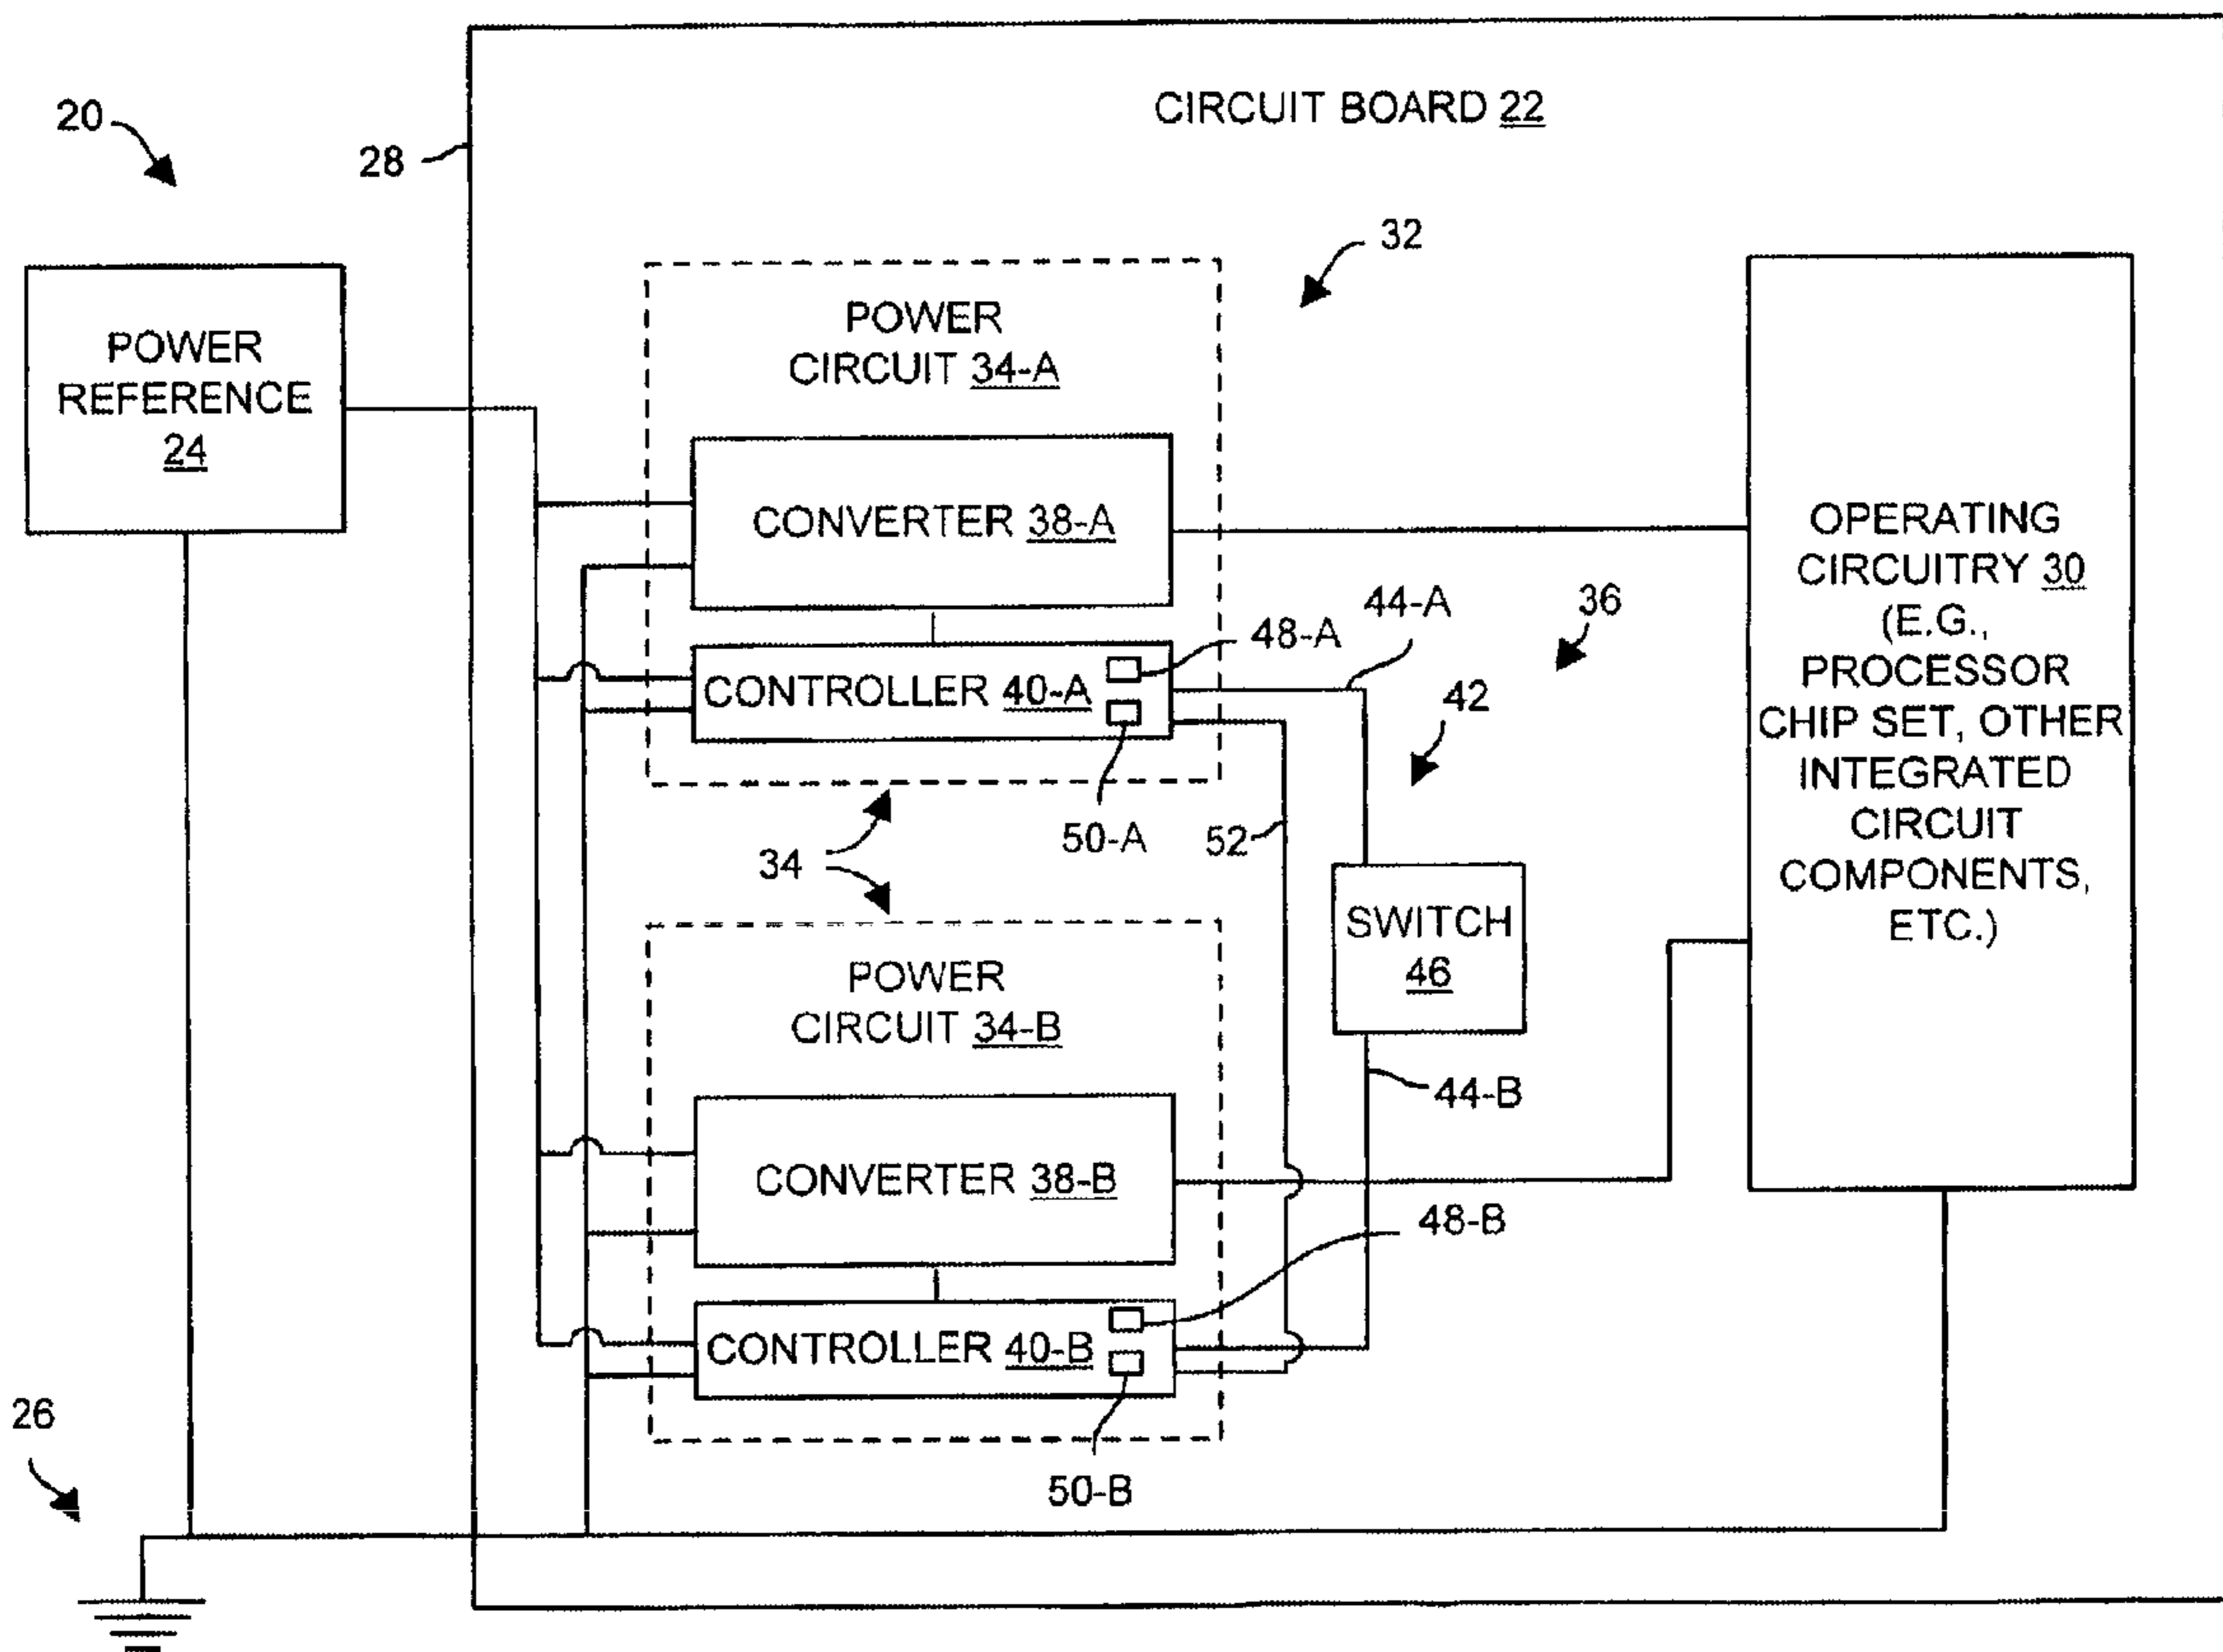 CIRCUIT BOARD 22
20
28
32
POWER
REFERENCE
24
POWER
CIRCUIT 34-A
CONVERTER 38-A
CONTROLLER 40-A
48-A
44-A
36
42
50-A
52
34
SWITCH
46
OPERATING
CIRCUITRY 30
(E.G.,
PROCESSOR
CHIP SET, OTHER
INTEGRATED
CIRCUIT
COMPONENTS,
ETC.)
POWER
CIRCUIT 34-B
44-B
CONVERTER 38-B
48-B
CONTROLLER 40-B
50-B
26